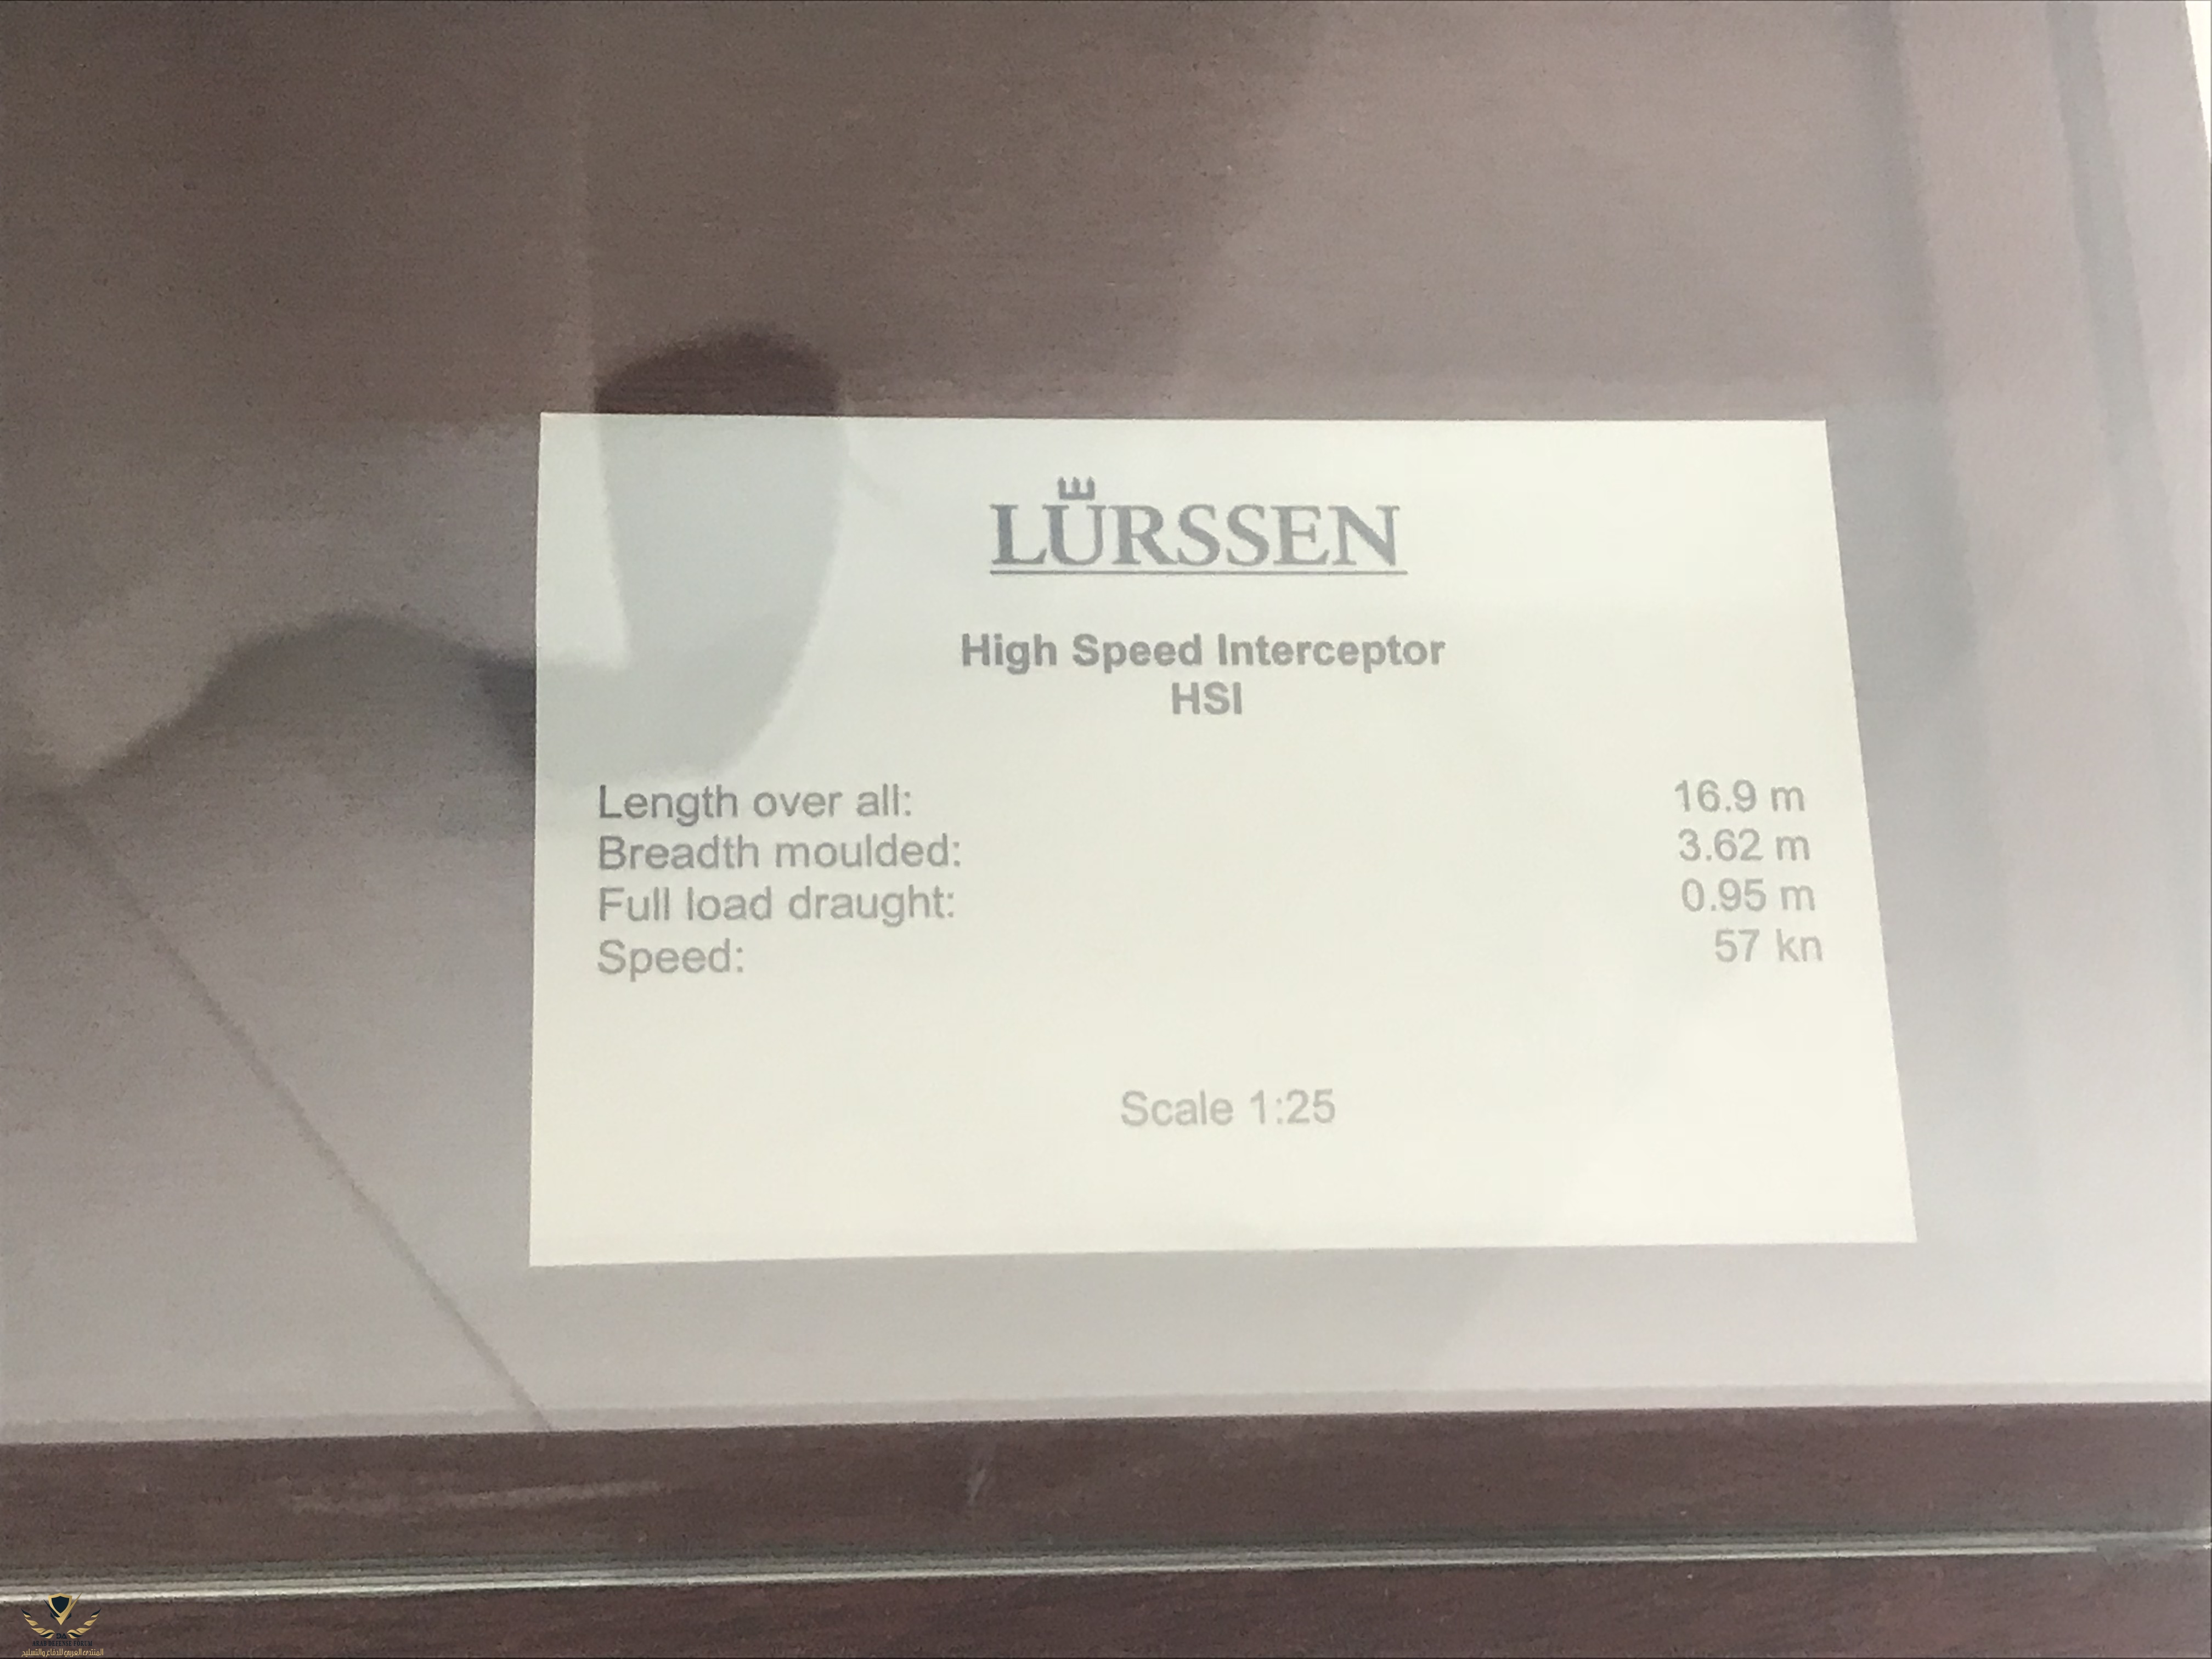 LÜRSSEN
High Speed Interceptor
HSI
Length over all: 16.9 m
Breadth moulded: 3.62 m
Full load draught: 0.95 m
Speed: 57 kn
Scale 1:25